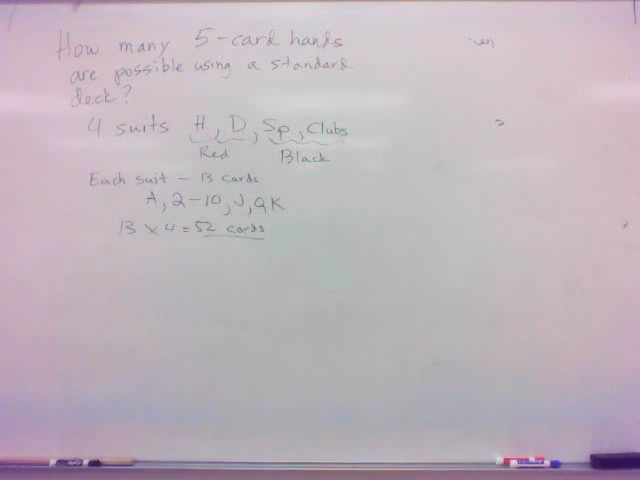 How many 5-card hands
are possible using a standard
deck?
4 suits H, D, Sp, Clubs
Red Black
Each suit - 13 cards
A, 2-10, J, Q K
13 x 4 = 52 cards